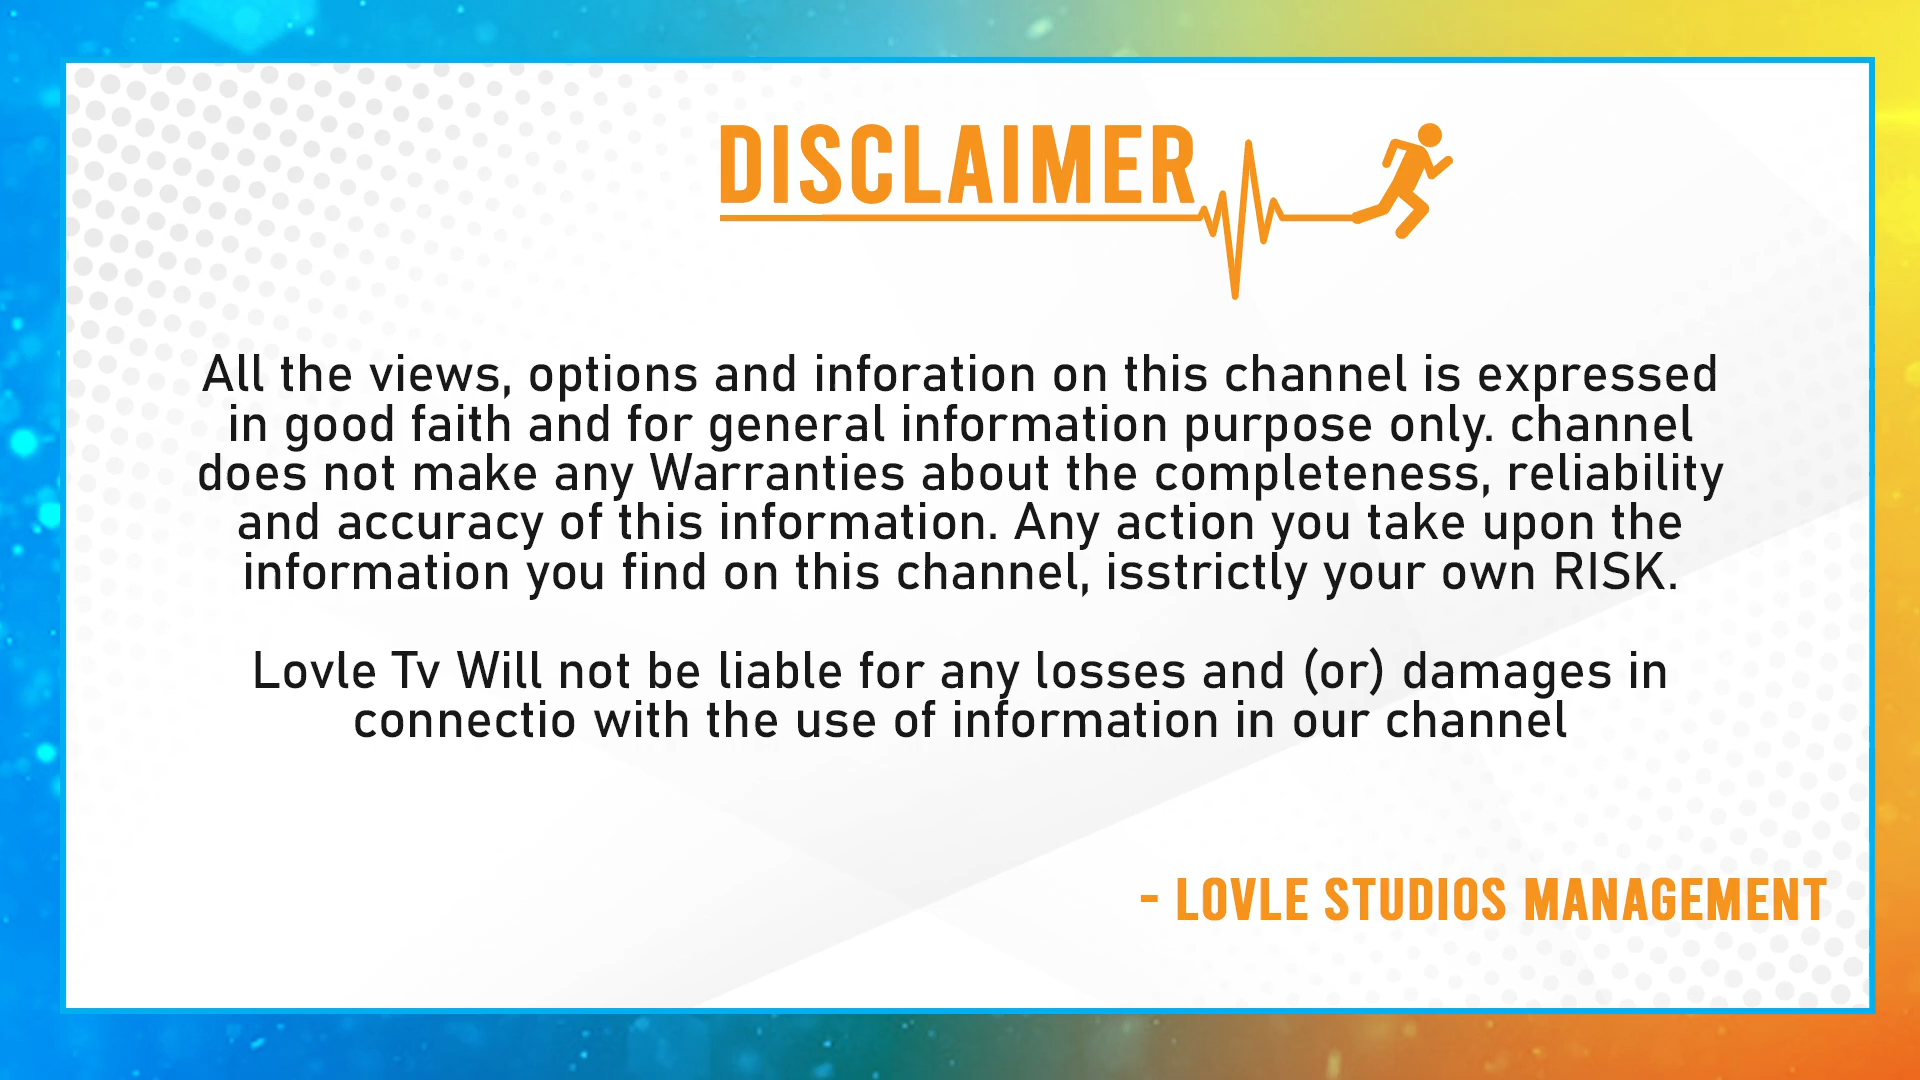 DISCLAIMER
All the views, options and inforation on this channel is expressed
in good faith and for general information purpose only. channel
does not make any Warranties about the completeness, reliability
and accuracy of this information. Any action you take upon the
information you find on this channel, isstrictly your own RISK.
Lovle Tv Will not be liable for any losses and (or) damages in
connectio with the use of information in our channel
- LOVLE STUDIOS MANAGEMENT